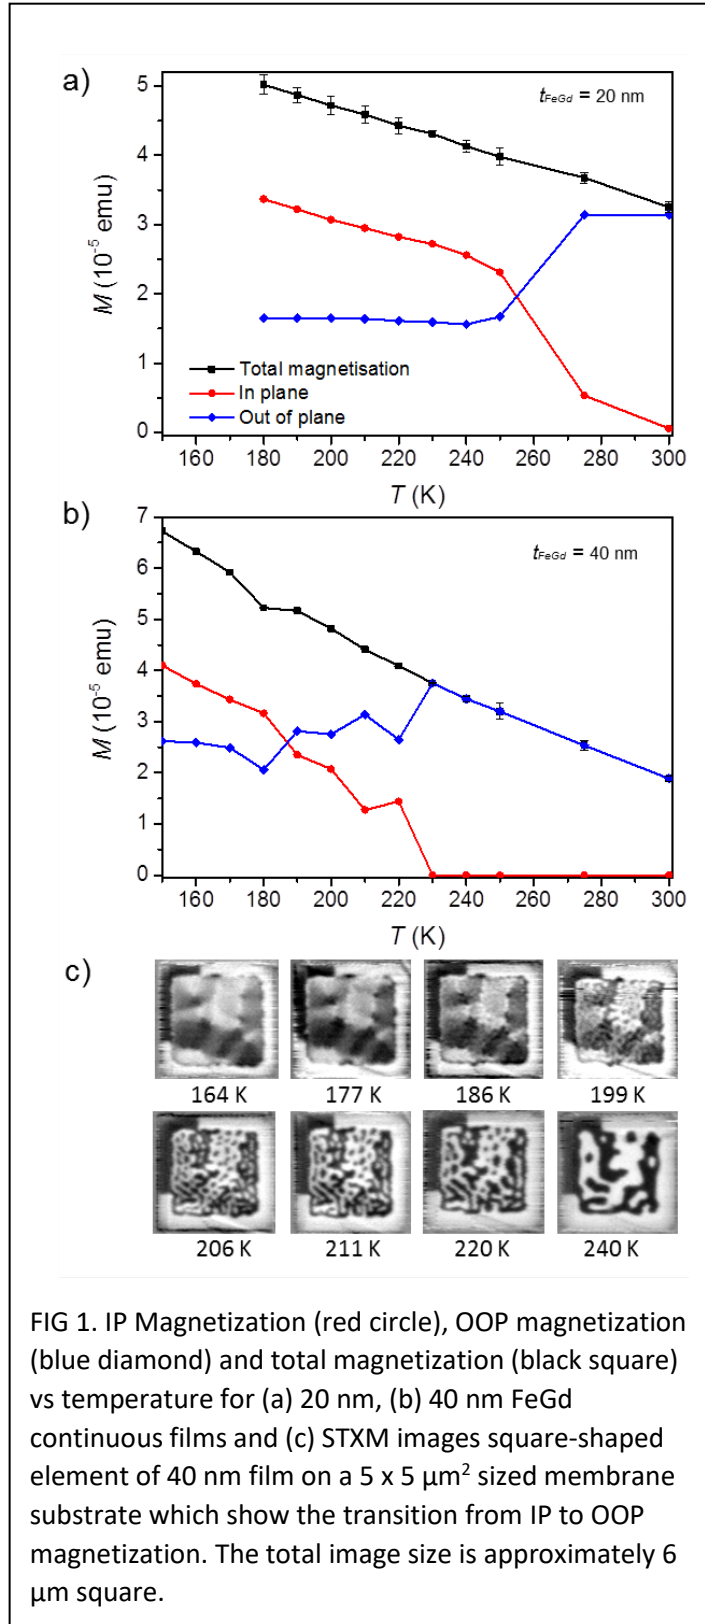 a)
t_FeGd = 20 nm
5
4
3
2
1
0
M (10⁻⁵ emu)
Total magnetisation
In plane
Out of plane
160 180 200 220 240 260 280 300
T (K)
b)
t_FeGd = 40 nm
7
6
5
4
3
2
1
0
M (10⁻⁵ emu)
160 180 200 220 240 260 280 300
T (K)
c)
164 K 177 K 186 K 199 K
206 K 211 K 220 K 240 K
FIG 1. IP Magnetization (red circle), OOP magnetization
(blue diamond) and total magnetization (black square)
vs temperature for (a) 20 nm, (b) 40 nm FeGd
continuous films and (c) STXM images square-shaped
element of 40 nm film on a 5 x 5 μm² sized membrane
substrate which show the transition from IP to OOP
magnetization. The total image size is approximately 6
μm square.